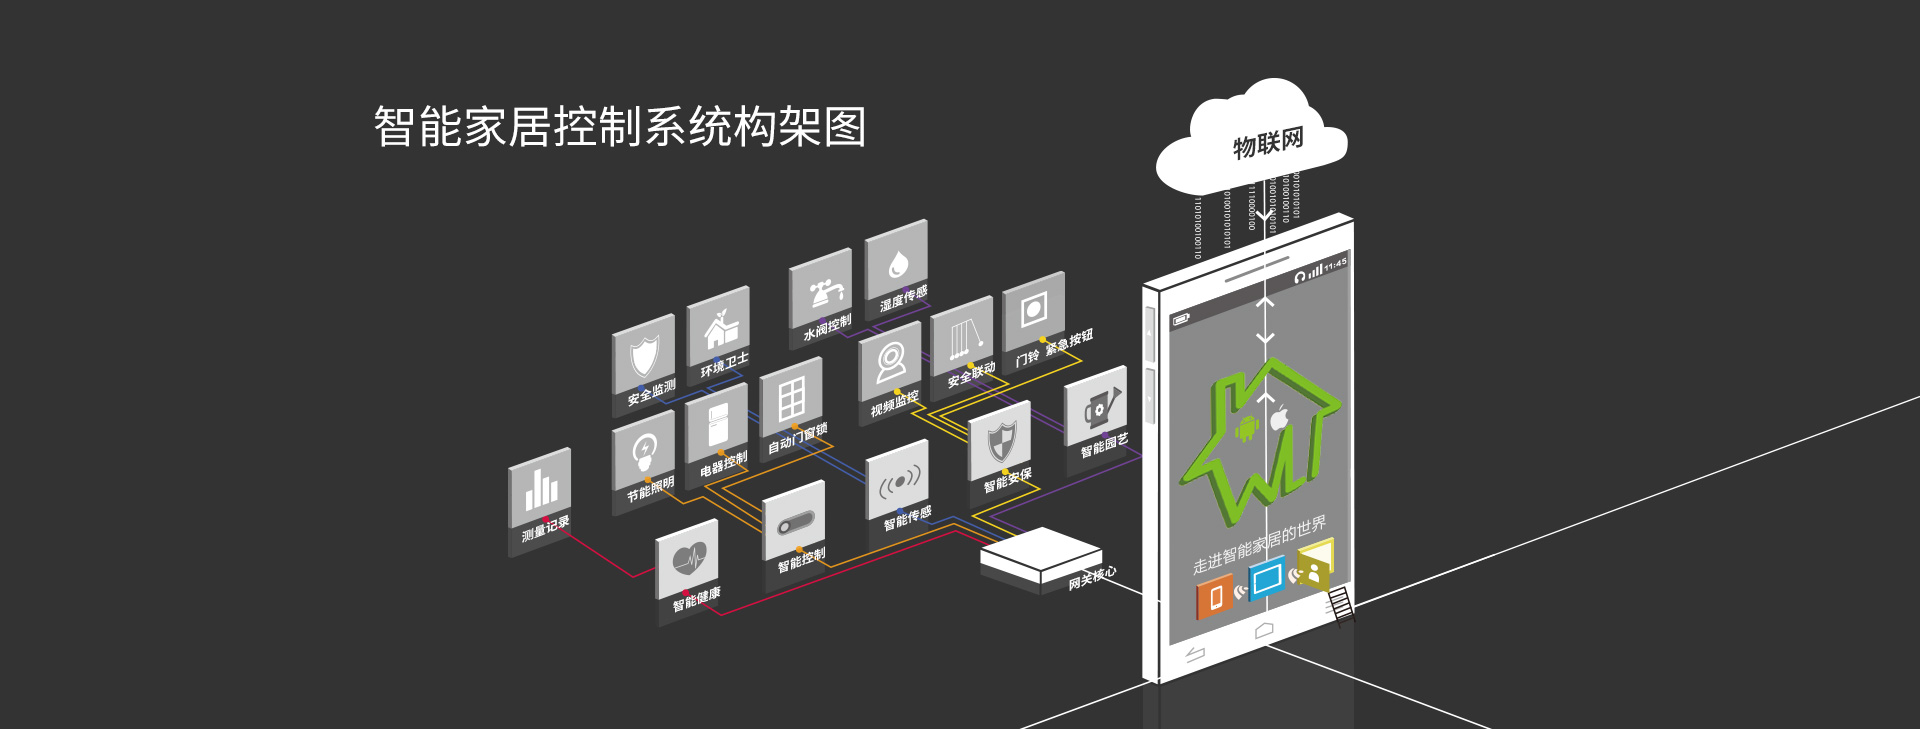 智能家居控制系统构架图
物联网
1101010010​0110
11:45
湿度传感
水阀控制
环境卫士
安全监测
门铃 紧急按钮
安全联动
视频监控
自动门窗锁
电器控制
节能照明
测量记录
智能园艺
智能安保
智能传感
智能控制
智能健康
网关核心
走进智能家居的世界